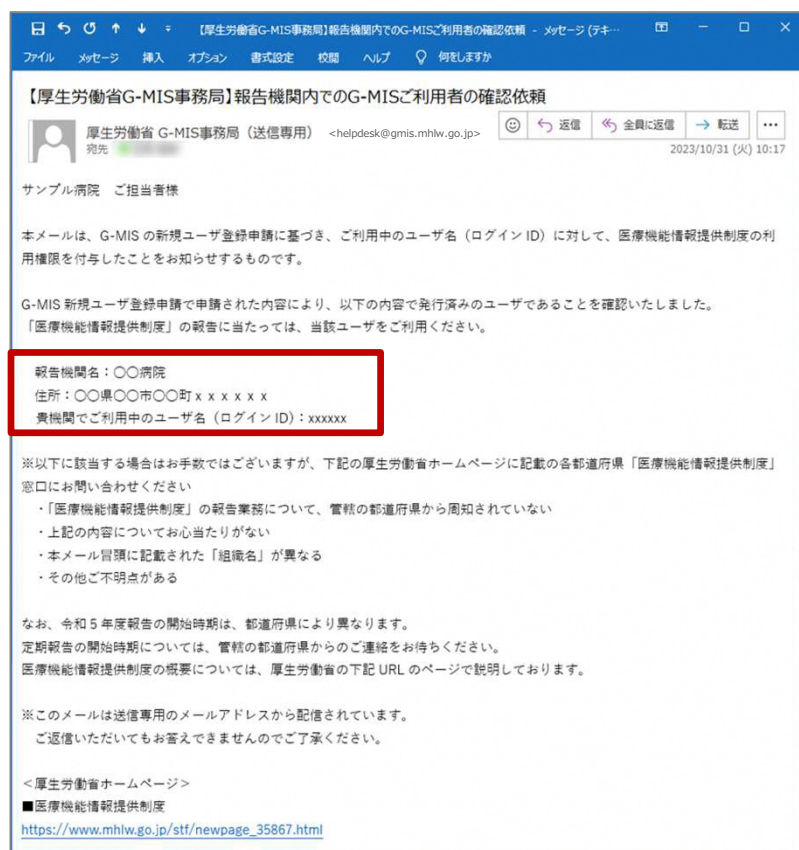 【厚生労働省G-MIS事務局】報告機関内でのG-MISご利用者の確認依頼 - メッセージ (テキ…
ファイル メッセージ 挿入 オプション 書式設定 校閲 ヘルプ 何をしますか
【厚生労働省G-MIS事務局】報告機関内でのG-MISご利用者の確認依頼
厚生労働省 G-MIS事務局（送信専用） <helpdesk@gmis.mhlw.go.jp>
返信 全員に返信 転送 …
宛先
2023/10/31 (火) 10:17
サンプル病院　ご担当者様
本メールは、G-MIS の新規ユーザ登録申請に基づき、ご利用中のユーザ名（ログイン ID）に対して、医療機能情報提供制度の利
用権限を付与したことをお知らせするものです。
G-MIS 新規ユーザ登録申請で申請された内容により、以下の内容で発行済みのユーザであることを確認いたしました。
「医療機能情報提供制度」の報告に当たっては、当該ユーザをご利用ください。
報告機関名：〇〇病院
住所：〇〇県〇〇市〇〇町ｘｘｘｘｘｘ
貴機関でご利用中のユーザ名（ログイン ID）：xxxxxx
※以下に該当する場合はお手数ではございますが、下記の厚生労働省ホームページに記載の各都道府県「医療機能情報提供制度」
窓口にお問い合わせください
・「医療機能情報提供制度」の報告業務について、管轄の都道府県から周知されていない
・上記の内容についてお心当たりがない
・本メール冒頭に記載された「組織名」が異なる
・その他ご不明点がある
なお、令和５年度報告の開始時期は、都道府県により異なります。
定期報告の開始時期については、管轄の都道府県からのご連絡をお待ちください。
医療機能情報提供制度の概要については、厚生労働省の下記 URL のページで説明しております。
※このメールは送信専用のメールアドレスから配信されています。
ご返信いただいてもお答えできませんのでご了承ください。
＜厚生労働省ホームページ＞
■医療機能情報提供制度
https://www.mhlw.go.jp/stf/newpage_35867.html